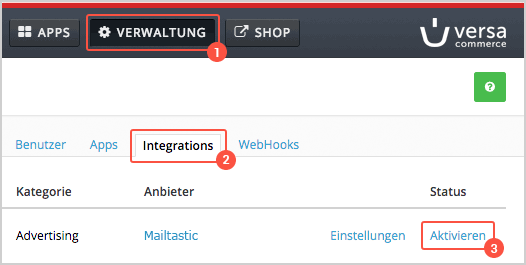 APPS VERWALTUNG SHOP versa commerce
1
?
Benutzer Apps Integrations WebHooks
2
Kategorie Anbieter Status
Advertising Mailtastic Einstellungen Aktivieren
3